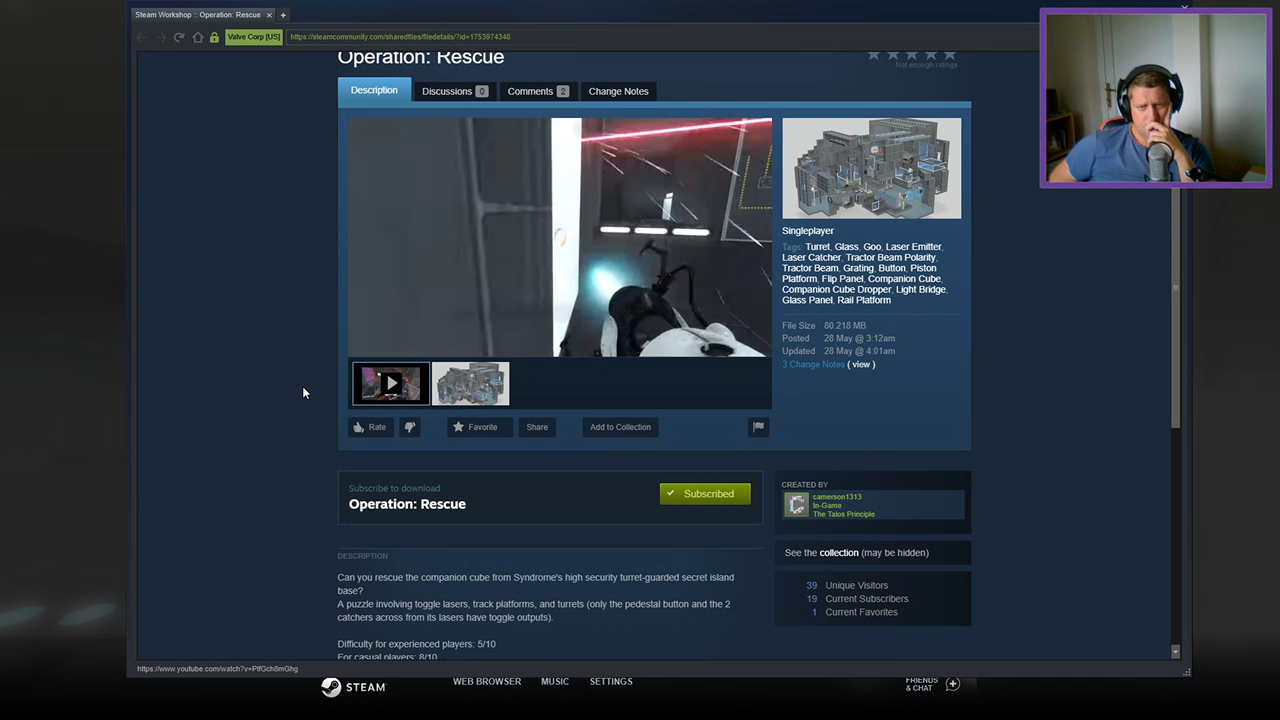 Steam Workshop :: Operation: Rescue
Valve Corp [US]
https://steamcommunity.com/sharedfiles/filedetails/?id=1753974348
Operation: Rescue
Not enough ratings
Description
Discussions 0
Comments 2
Change Notes
Singleplayer
Tags: Turret, Glass, Goo, Laser Emitter,
Laser Catcher, Tractor Beam Polarity,
Tractor Beam, Grating, Button, Piston
Platform, Flip Panel, Companion Cube,
Companion Cube Dropper, Light Bridge,
Glass Panel, Rail Platform
File Size 80.218 MB
Posted 28 May @ 3:12am
Updated 28 May @ 4:01am
3 Change Notes ( view )
Rate
Favorite
Share
Add to Collection
Subscribe to download
Operation: Rescue
Subscribed
CREATED BY
camerson1313
In-Game
The Talos Principle
See the collection (may be hidden)
39 Unique Visitors
19 Current Subscribers
1 Current Favorites
DESCRIPTION
Can you rescue the companion cube from Syndrome's high security turret-guarded secret island
base?
A puzzle involving toggle lasers, track platforms, and turrets (only the pedestal button and the 2
catchers across from its lasers have toggle outputs).
Difficulty for experienced players: 5/10
For casual players: 8/10
https://www.youtube.com/watch?v=PlfGch8mGhg
STEAM
WEB BROWSER
MUSIC
SETTINGS
FRIENDS
& CHAT